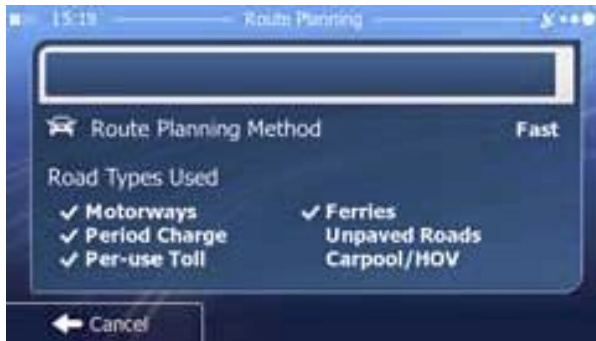 15:19 Route Planning
Route Planning Method Fast
Road Types Used
Motorways Ferries
Period Charge Unpaved Roads
Per-use Toll Carpool/HOV
Cancel